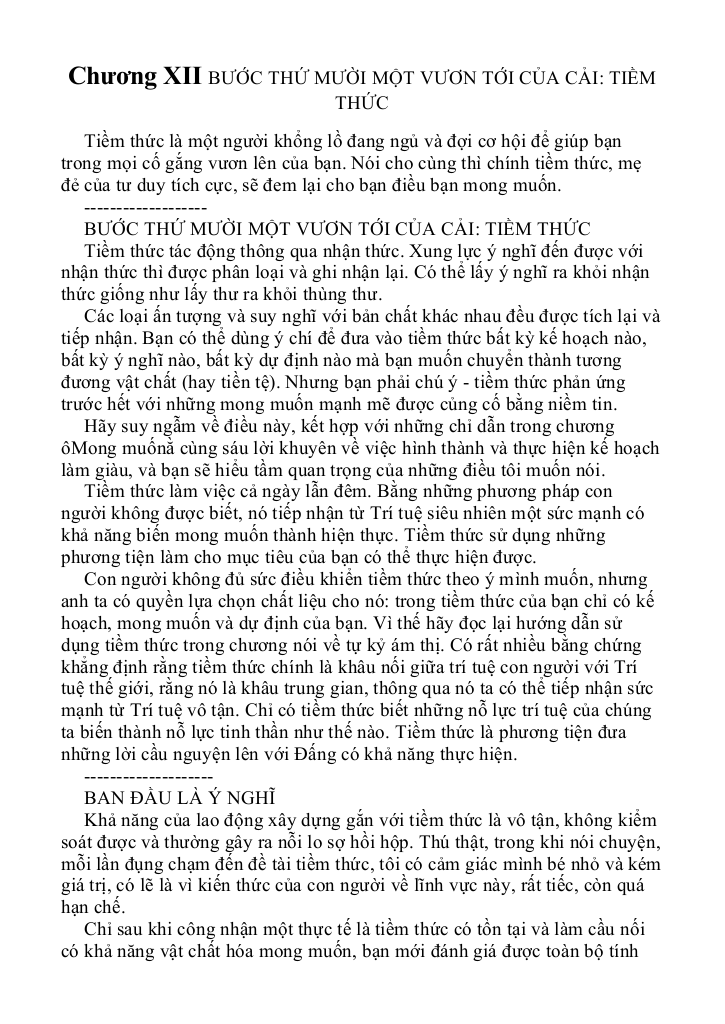 Chương XII BƯỚC THỨ MƯỜI MỘT VƯƠN TỚI CỦA CẢI: TIỀM
THỨC
Tiềm thức là một người khổng lồ đang ngủ và đợi cơ hội để giúp bạn
trong mọi cố gắng vươn lên của bạn. Nói cho cùng thì chính tiềm thức, mẹ
đẻ của tư duy tích cực, sẽ đem lại cho bạn điều bạn mong muốn.
-------------------
BƯỚC THỨ MƯỜI MỘT VƯƠN TỚI CỦA CẢI: TIỀM THỨC
Tiềm thức tác động thông qua nhận thức. Xung lực ý nghĩ đến được với
nhận thức thì được phân loại và ghi nhận lại. Có thể lấy ý nghĩ ra khỏi nhận
thức giống như lấy thư ra khỏi thùng thư.
Các loại ấn tượng và suy nghĩ với bản chất khác nhau đều được tích lại và
tiếp nhận. Bạn có thể dùng ý chí để đưa vào tiềm thức bất kỳ kế hoạch nào,
bất kỳ ý nghĩ nào, bất kỳ dự định nào mà bạn muốn chuyển thành tương
đương vật chất (hay tiền tệ). Nhưng bạn phải chú ý - tiềm thức phản ứng
trước hết với những mong muốn mạnh mẽ được củng cố bằng niềm tin.
Hãy suy ngẫm về điều này, kết hợp với những chỉ dẫn trong chương
ôMong muốnằ cùng sáu lời khuyên về việc hình thành và thực hiện kế hoạch
làm giàu, và bạn sẽ hiểu tầm quan trọng của những điều tôi muốn nói.
Tiềm thức làm việc cả ngày lẫn đêm. Bằng những phương pháp con
người không được biết, nó tiếp nhận từ Trí tuệ siêu nhiên một sức mạnh có
khả năng biến mong muốn thành hiện thực. Tiềm thức sử dụng những
phương tiện làm cho mục tiêu của bạn có thể thực hiện được.
Con người không đủ sức điều khiển tiềm thức theo ý mình muốn, nhưng
anh ta có quyền lựa chọn chất liệu cho nó: trong tiềm thức của bạn chỉ có kế
hoạch, mong muốn và dự định của bạn. Vì thế hãy đọc lại hướng dẫn sử
dụng tiềm thức trong chương nói về tự kỷ ám thị. Có rất nhiều bằng chứng
khẳng định rằng tiềm thức chính là khâu nối giữa trí tuệ con người với Trí
tuệ thế giới, rằng nó là khâu trung gian, thông qua nó ta có thể tiếp nhận sức
mạnh từ Trí tuệ vô tận. Chỉ có tiềm thức biết những nỗ lực trí tuệ của chúng
ta biến thành nỗ lực tinh thần như thế nào. Tiềm thức là phương tiện đưa
những lời cầu nguyện lên với Đấng có khả năng thực hiện.
--------------------
BAN ĐẦU LÀ Ý NGHĨ
Khả năng của lao động xây dựng gắn với tiềm thức là vô tận, không kiểm
soát được và thường gây ra nỗi lo sợ hồi hộp. Thú thật, trong khi nói chuyện,
mỗi lần đụng chạm đến đề tài tiềm thức, tôi có cảm giác mình bé nhỏ và kém
giá trị, có lẽ là vì kiến thức của con người về lĩnh vực này, rất tiếc, còn quá
hạn chế.
Chỉ sau khi công nhận một thực tế là tiềm thức có tồn tại và làm cầu nối
có khả năng vật chất hóa mong muốn, bạn mới đánh giá được toàn bộ tính